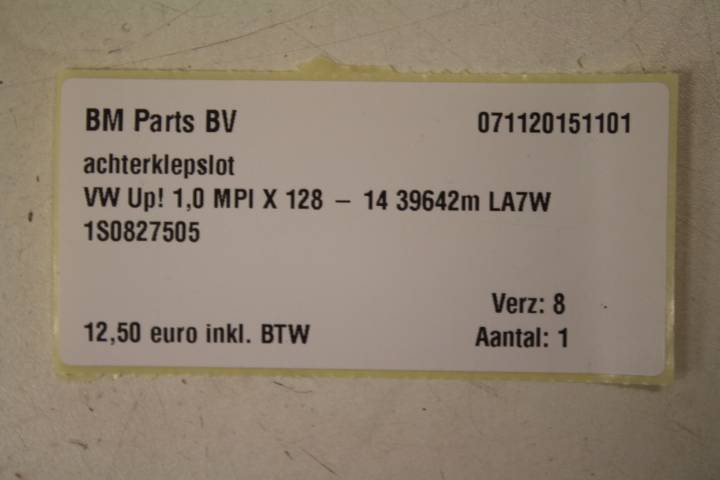 BM Parts BV 071120151101
achterklepslot
VW Up! 1,0 MPI X 128 – 14 39642m LA7W
1S0827505
Verz: 8
12,50 euro inkl. BTW Aantal: 1